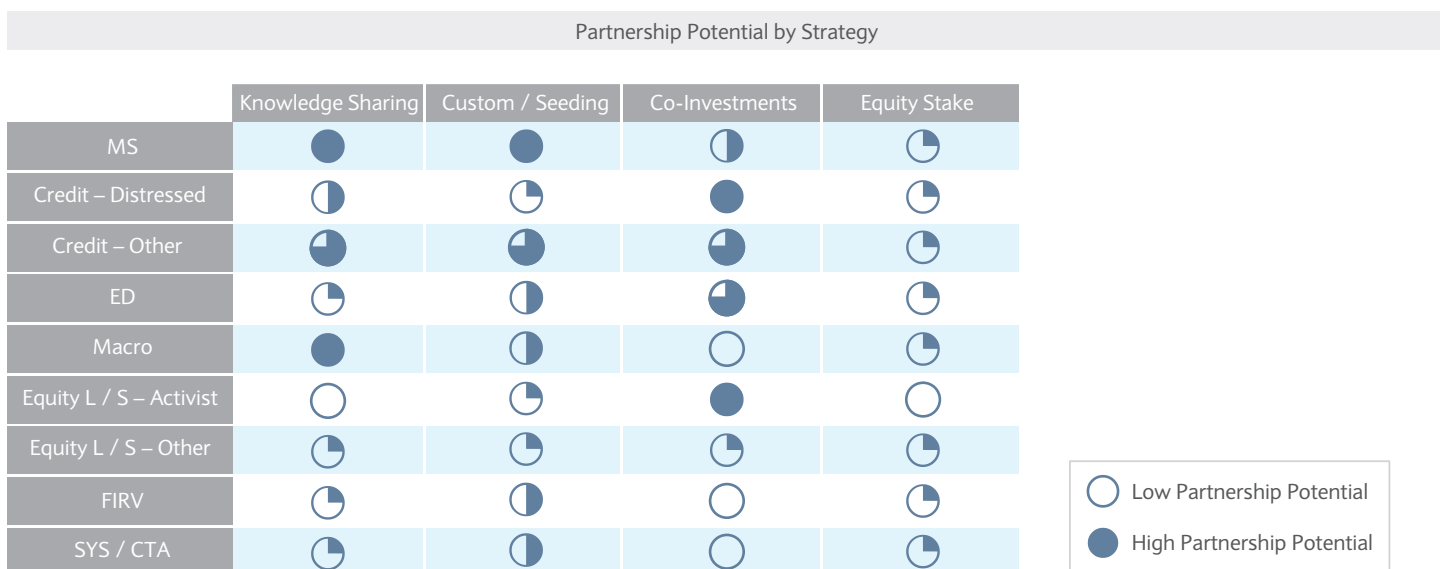 Partnership Potential by Strategy
Knowledge Sharing Custom / Seeding Co-Investments Equity Stake
MS
Credit – Distressed
Credit – Other
ED
Macro
Equity L / S – Activist
Equity L / S – Other
FIRV
SYS / CTA
Low Partnership Potential
High Partnership Potential